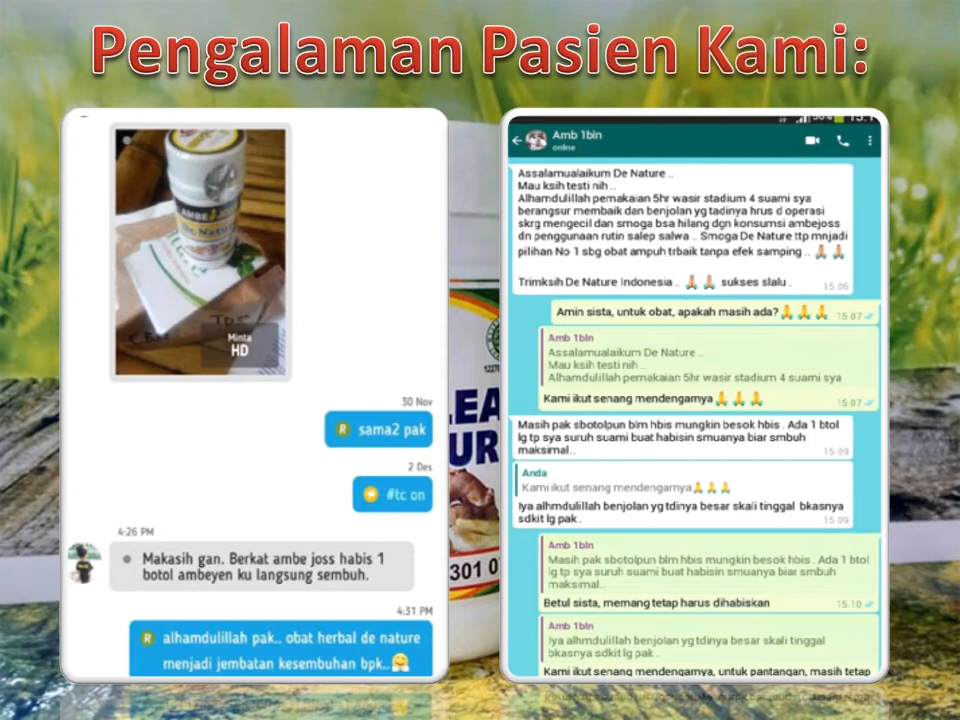 Pengalaman Pasien Kami:
AMBEJOSS
De Nature
Minta
HD
30 Nov
R sama2 pak
2 Des
#tc on
4:26 PM
Makasih gan. Berkat ambe joss habis 1
botol ambeyen ku langsung sembuh.
4:31 PM
R alhamdulillah pak.. obat herbal de nature
menjadi jembatan kesembuhan bpk..🤗
LEA
UR
301 0
Amb 1bln
online
Assalamualaikum De Nature ..
Mau ksih testi nih ..
Alhamdulillah pemakaian 5hr wasir stadium 4 suami sya
berangsur membaik dan benjolan yg tadinya hrus d operasi
skrg mengecil dan smoga bsa hilang dgn konsumsi ambejoss
dn penggunaan rutin salep salwa .. Smoga De Nature ttp mnjadi
pilihan No 1 sbg obat ampuh trbaik tanpa efek samping .. 🙏 🙏
Trimksih De Nature Indonesia .. 🙏 🙏 sukses slalu .
15.06
Amin sista, untuk obat, apakah masih ada?🙏 🙏 🙏 15.07
Amb 1bln
Assalamualaikum De Nature ..
Mau ksih testi nih ..
Alhamdulillah pemakaian 5hr wasir stadium 4 suami sya
Kami ikut senang mendengarnya🙏 🙏 🙏 15.07
Masih pak sbotolpun blm hbis mungkin besok hbis . Ada 1 btol
lg tp sya suruh suami buat habisin smuanya biar smbuh
maksimal.. 15.09
Anda
Kami ikut senang mendengarnya🙏 🙏 🙏
Iya alhmdulillah benjolan yg tdinya besar skali tinggal bkasnya
sdkit lg pak . 15.09
Amb 1bln
Masih pak sbotolpun blm hbis mungkin besok hbis . Ada 1 btol
lg tp sya suruh suami buat habisin smuanya biar smbuh
maksimal..
Betul sista, memang tetap harus dihabiskan 15.10
Amb 1bln
Iya alhmdulillah benjolan yg tdinya besar skali tinggal
bkasnya sdkit lg pak .
Kami ikut senang mendengarnya, untuk pantangan, masih tetap